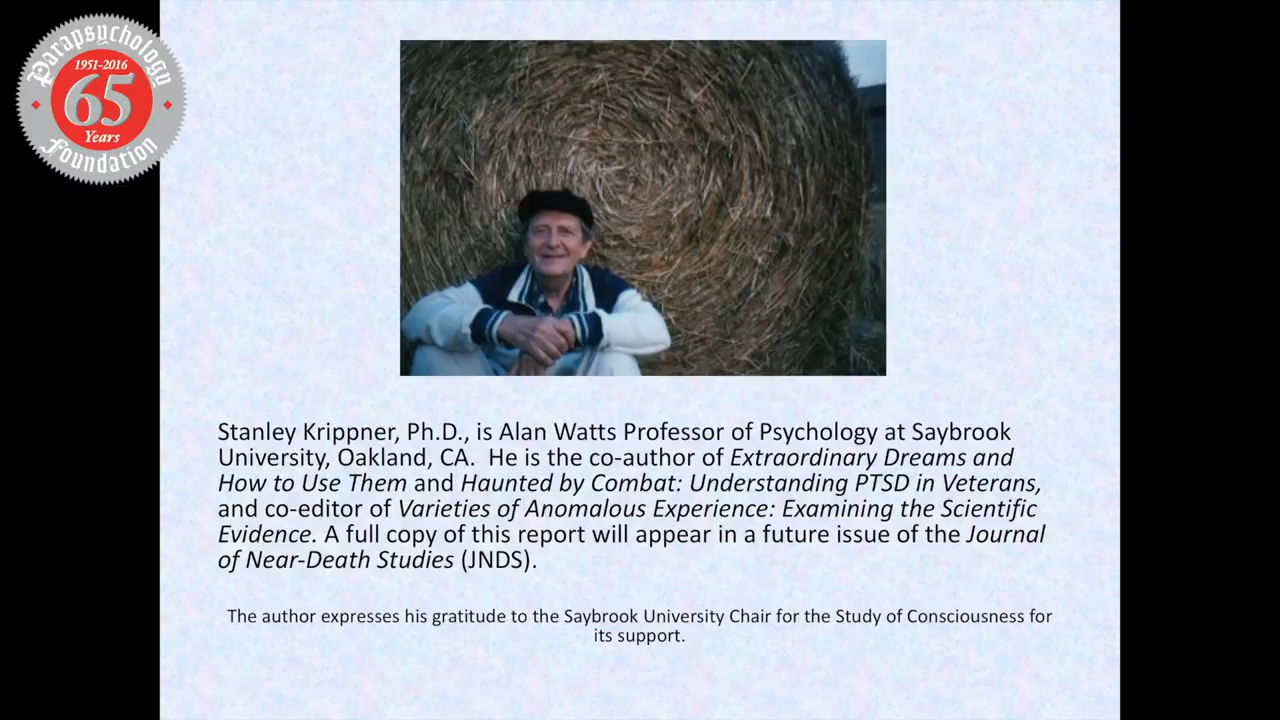 Parapsychology
1951-2016
65
Years
Foundation
Stanley Krippner, Ph.D., is Alan Watts Professor of Psychology at Saybrook
University, Oakland, CA.  He is the co-author of Extraordinary Dreams and
How to Use Them and Haunted by Combat: Understanding PTSD in Veterans,
and co-editor of Varieties of Anomalous Experience: Examining the Scientific
Evidence. A full copy of this report will appear in a future issue of the Journal
of Near-Death Studies (JNDS).
The author expresses his gratitude to the Saybrook University Chair for the Study of Consciousness for
its support.